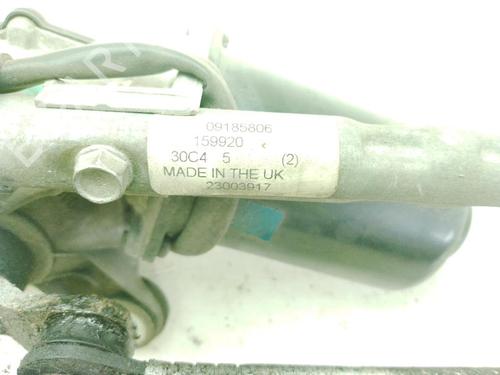 09185806
159920
30C4 5 (2)
MADE IN THE UK
23003917